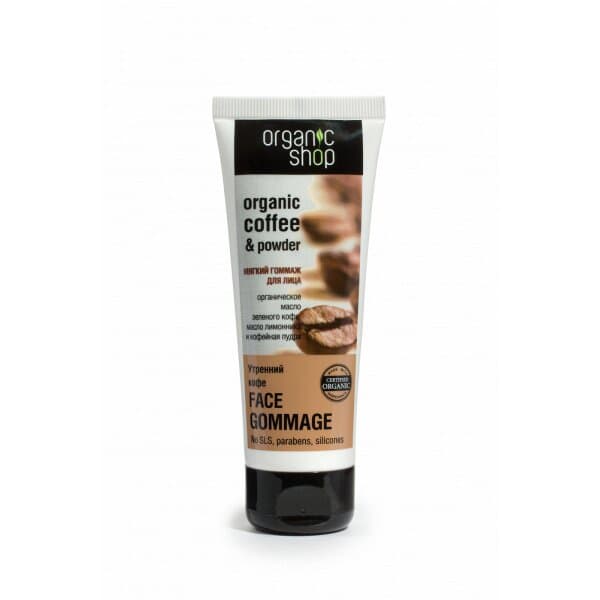 organic
shop
organic
coffee
& powder
МЯГКИЙ ГОММАЖ
ДЛЯ ЛИЦА
органическое
масло
зеленого кофе,
масло лимонника
и кофейная пудра
Утренний
кофе
CERTIFIED
ORGANIC
FACE
GOMMAGE
No SLS, parabens, silicones